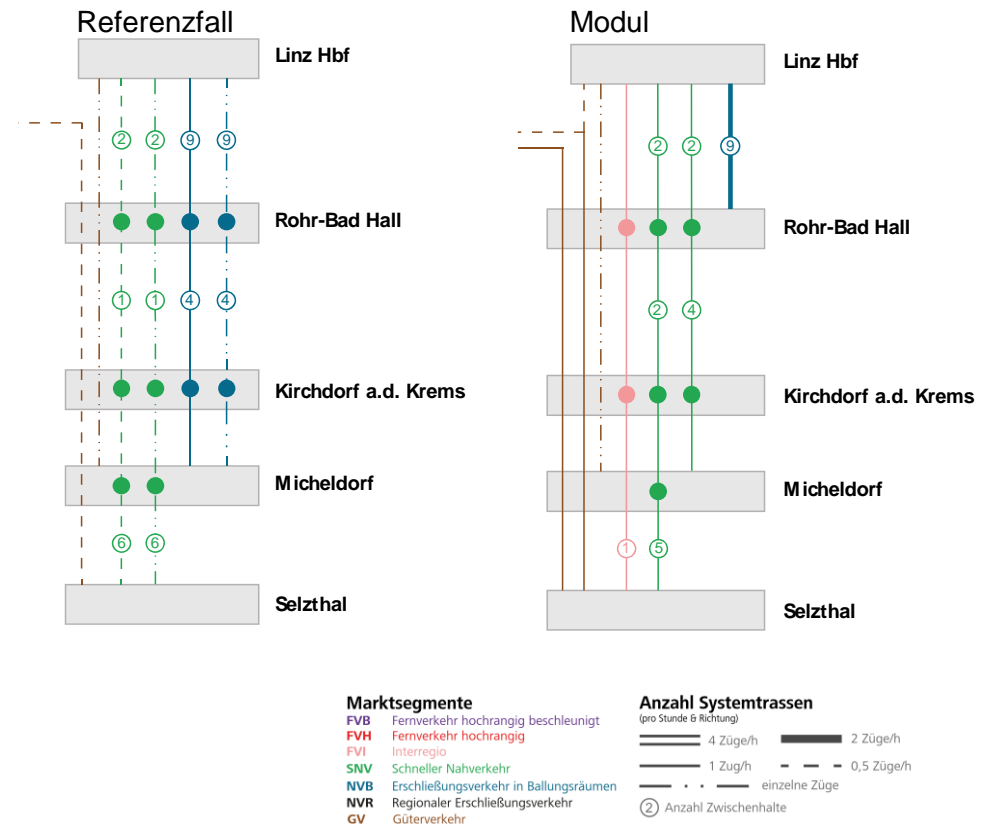 Referenzfall
Linz Hbf
2 2 9 9
Rohr-Bad Hall
1 1 4 4
Kirchdorf a.d. Krems
Micheldorf
6 6
Selzthal
Modul
Linz Hbf
2 2 9
Rohr-Bad Hall
2 4
Kirchdorf a.d. Krems
Micheldorf
1 5
Selzthal
Marktsegmente
FVB Fernverkehr hochrangig beschleunigt
FVH Fernverkehr hochrangig
FVI Interregio
SNV Schneller Nahverkehr
NVB Erschließungsverkehr in Ballungsräumen
NVR Regionaler Erschließungsverkehr
GV Güterverkehr
Anzahl Systemtrassen
(pro Stunde & Richtung)
4 Züge/h 2 Züge/h
1 Zug/h 0,5 Züge/h
einzelne Züge
2 Anzahl Zwischenhalte